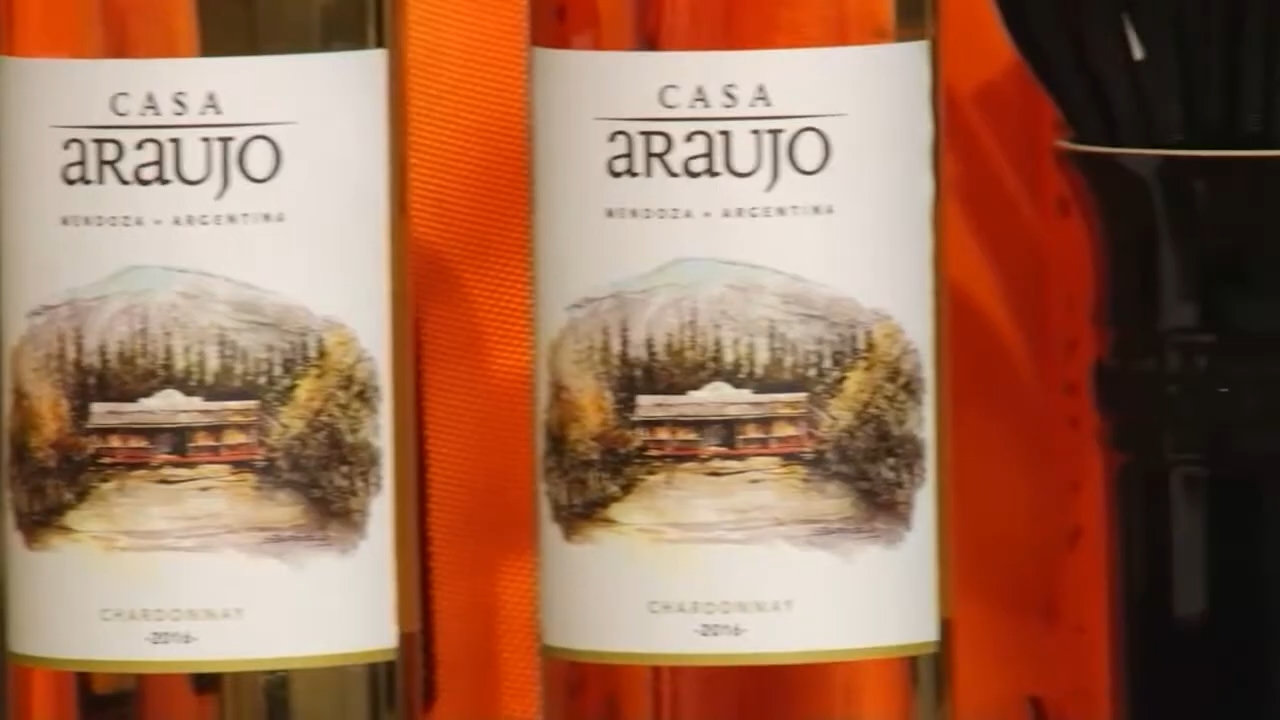 CASA
aRaUJO
MENDOZA • ARGENTINA
CHARDONNAY
-2016-
CASA
aRaUJO
MENDOZA • ARGENTINA
CHARDONNAY
-2016-